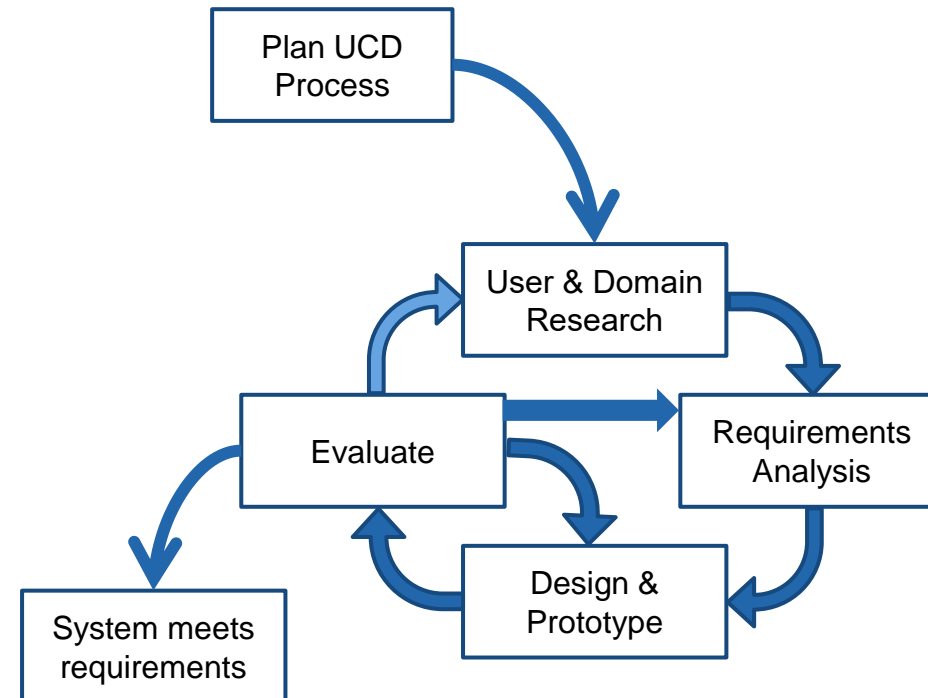 Plan UCD
Process
User & Domain
Research
Evaluate
Requirements
Analysis
Design &
Prototype
System meets
requirements